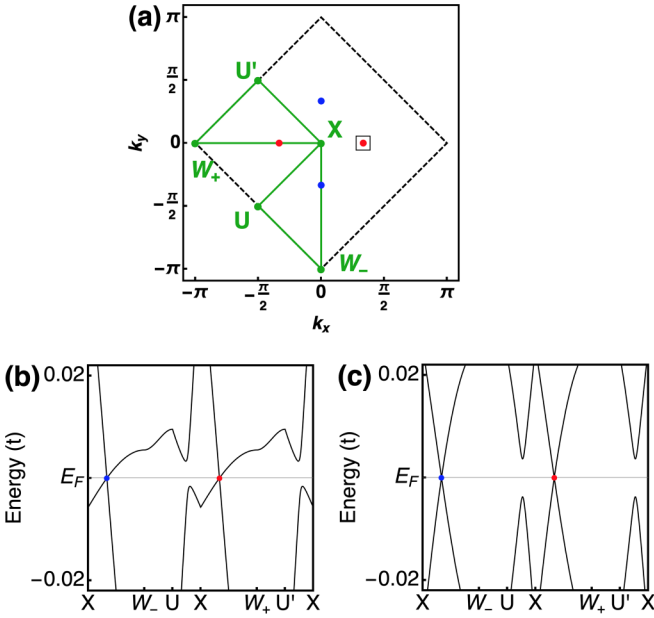 (a)
π
π/2
0
−π/2
−π
k_y
U'
X
W₊
U
W₋
−π −π/2 0 π/2 π
k_x
(b) 0.02
Energy (t)
E_F
−0.02
X W₋ U X W₊ U' X
(c) 0.02
Energy (t)
E_F
−0.02
X W₋ U X W₊ U' X